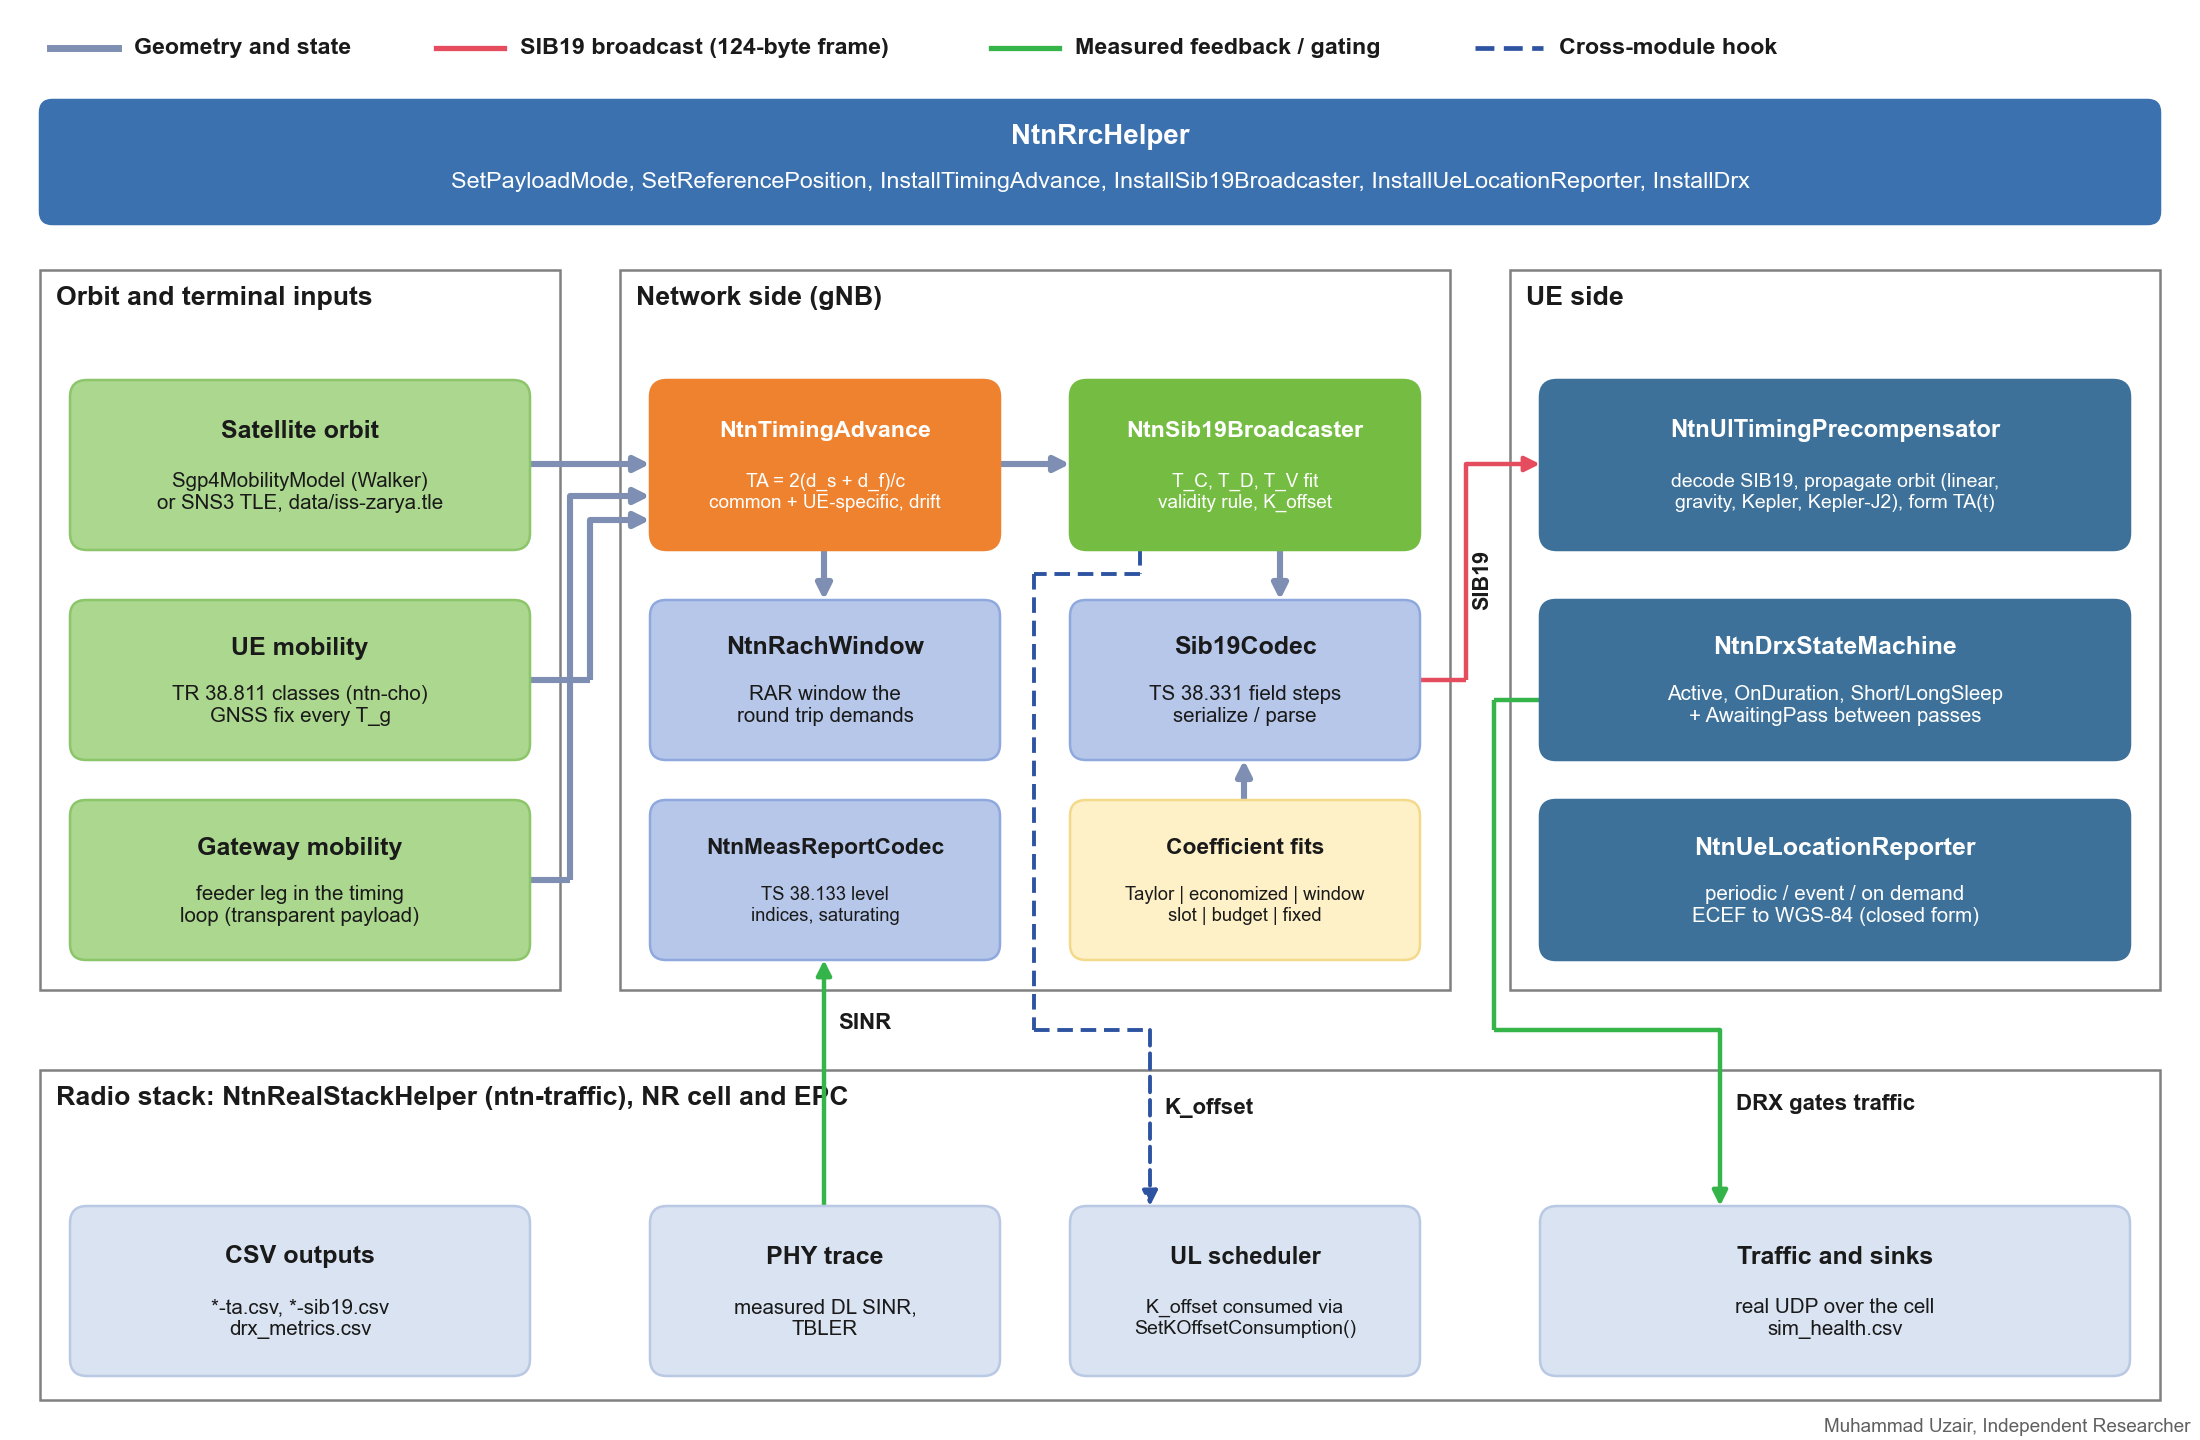 Geometry and state
SIB19 broadcast (124-byte frame)
Measured feedback / gating
Cross-module hook
NtnRrcHelper
SetPayloadMode, SetReferencePosition, InstallTimingAdvance, InstallSib19Broadcaster, InstallUeLocationReporter, InstallDrx
Orbit and terminal inputs
Satellite orbit
Sgp4MobilityModel (Walker)
or SNS3 TLE, data/iss-zarya.tle
UE mobility
TR 38.811 classes (ntn-cho)
GNSS fix every T_g
Gateway mobility
feeder leg in the timing
loop (transparent payload)
Network side (gNB)
NtnTimingAdvance
TA = 2(d_s + d_f)/c
common + UE-specific, drift
NtnSib19Broadcaster
T_C, T_D, T_V fit
validity rule, K_offset
NtnRachWindow
RAR window the
round trip demands
Sib19Codec
TS 38.331 field steps
serialize / parse
NtnMeasReportCodec
TS 38.133 level
indices, saturating
Coefficient fits
Taylor | economized | window
slot | budget | fixed
SIB19
UE side
NtnUlTimingPrecompensator
decode SIB19, propagate orbit (linear,
gravity, Kepler, Kepler-J2), form TA(t)
NtnDrxStateMachine
Active, OnDuration, Short/LongSleep
+ AwaitingPass between passes
NtnUeLocationReporter
periodic / event / on demand
ECEF to WGS-84 (closed form)
SINR
Radio stack: NtnRealStackHelper (ntn-traffic), NR cell and EPC
K_offset
DRX gates traffic
CSV outputs
*-ta.csv, *-sib19.csv
drx_metrics.csv
PHY trace
measured DL SINR,
TBLER
UL scheduler
K_offset consumed via
SetKOffsetConsumption()
Traffic and sinks
real UDP over the cell
sim_health.csv
Muhammad Uzair, Independent Researcher